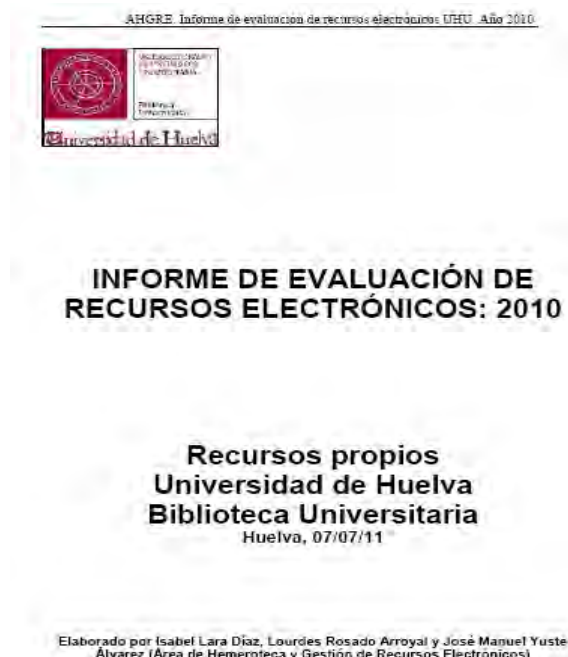 AHGRE. Informe de evaluación de recursos electrónicos UHU. Año 2010
Universidad de Huelva
INFORME DE EVALUACIÓN DE
RECURSOS ELECTRÓNICOS: 2010
Recursos propios
Universidad de Huelva
Biblioteca Universitaria
Huelva, 07/07/11
Elaborado por Isabel Lara Díaz, Lourdes Rosado Arroyal y José Manuel Yuste
Álvarez (Área de Hemeroteca y Gestión de Recursos Electrónicos)